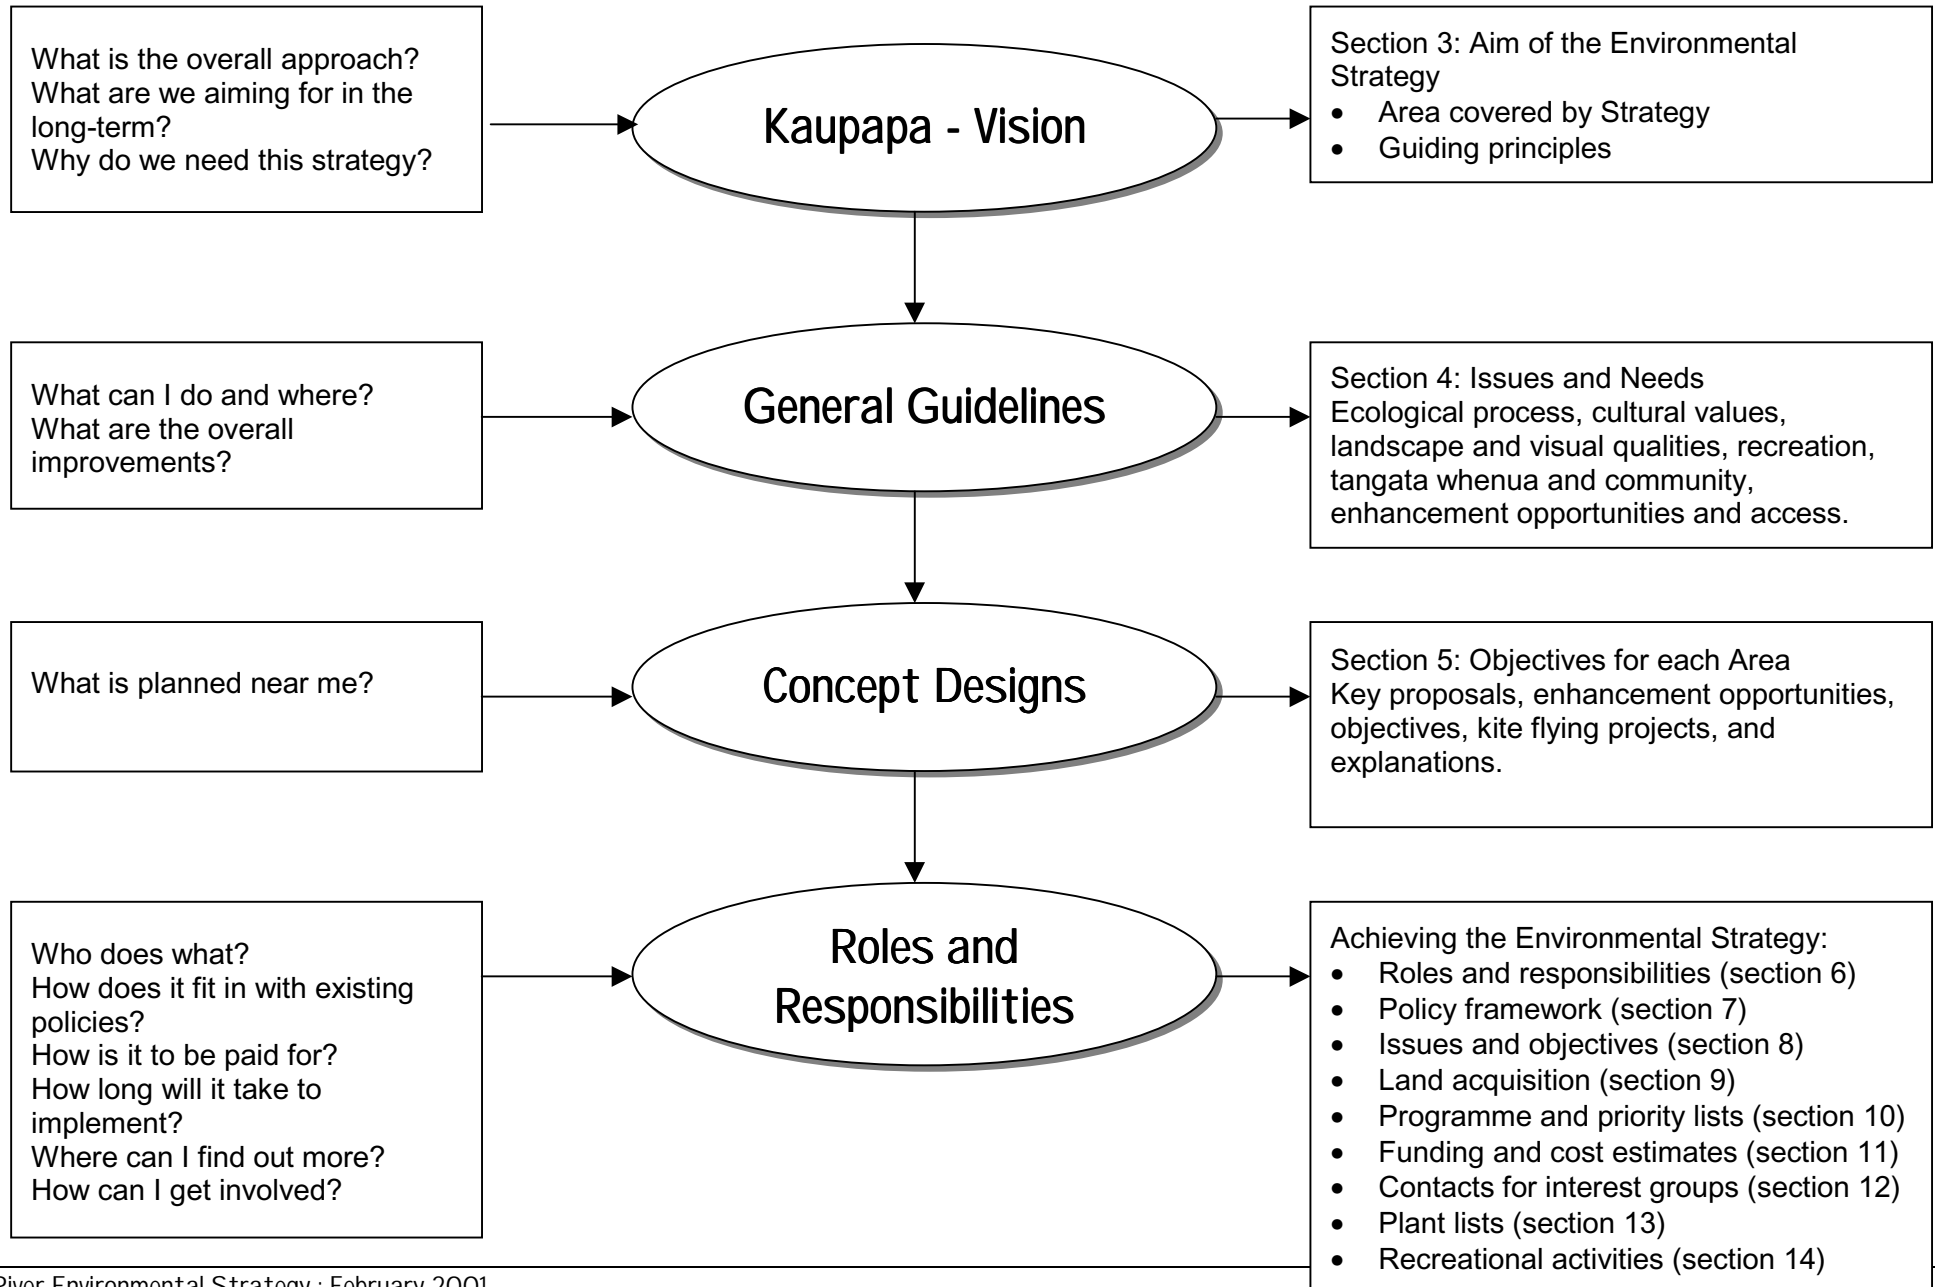 What is the overall approach?
What are we aiming for in the
long-term?
Why do we need this strategy?
Kaupapa - Vision
Section 3: Aim of the Environmental
Strategy
• Area covered by Strategy
• Guiding principles
What can I do and where?
What are the overall
improvements?
General Guidelines
Section 4: Issues and Needs
Ecological process, cultural values,
landscape and visual qualities, recreation,
tangata whenua and community,
enhancement opportunities and access.
What is planned near me?
Concept Designs
Section 5: Objectives for each Area
Key proposals, enhancement opportunities,
objectives, kite flying projects, and
explanations.
Who does what?
How does it fit in with existing
policies?
How is it to be paid for?
How long will it take to
implement?
Where can I find out more?
How can I get involved?
Roles and
Responsibilities
Achieving the Environmental Strategy:
• Roles and responsibilities (section 6)
• Policy framework (section 7)
• Issues and objectives (section 8)
• Land acquisition (section 9)
• Programme and priority lists (section 10)
• Funding and cost estimates (section 11)
• Contacts for interest groups (section 12)
• Plant lists (section 13)
• Recreational activities (section 14)
River Environmental Strategy : February 2001